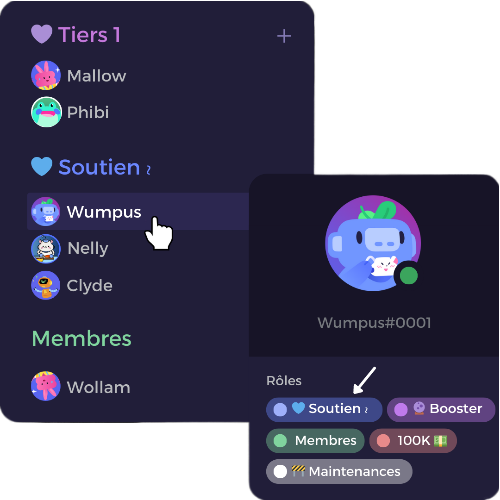 Tiers 1
Mallow
Phibi
Soutien
Wumpus
Nelly
Clyde
Membres
Wollam
Wumpus#0001
Rôles
Soutien
Booster
Membres
100K
Maintenances